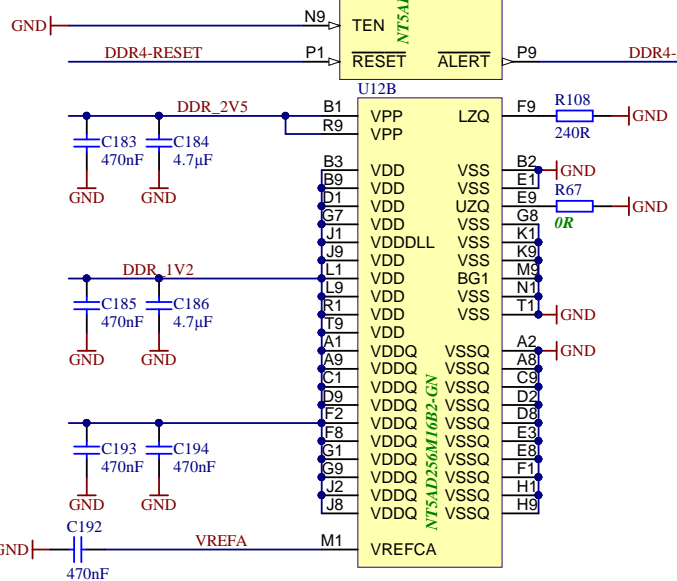 GND N9 TEN NT5AD
DDR4-RESET P1 RESET ALERT P9 DDR4-
U12B
DDR_2V5 B1 VPP LZQ F9 R108 GND
R9 VPP 240R
C183 C184
470nF 4.7µF
GND GND
B3 VDD VSS B2 GND
B9 VDD VSS E1
D1 VDD UZQ E9 R67 GND
0R
G7 VDD VSS G8
J1 VDDDLL VSS K1
J9 VDD VSS K9
DDR_1V2 L1 VDD BG1 M9
L9 VDD VSS N1
R1 VDD VSS T1 GND
T9 VDD
C185 C186
470nF 4.7µF
GND GND
A1 VDDQ VSSQ A2 GND
A9 VDDQ VSSQ A8
C1 VDDQ VSSQ C9
D9 VDDQ VSSQ D2
F2 VDDQ VSSQ D8
F8 VDDQ VSSQ E3
G1 VDDQ VSSQ E8
G9 VDDQ VSSQ F1
J2 VDDQ VSSQ H1
J8 VDDQ VSSQ H9
NT5AD256M16B2-GN
C193 C194
470nF 470nF
GND GND
C192
GND VREFA M1 VREFCA
470nF